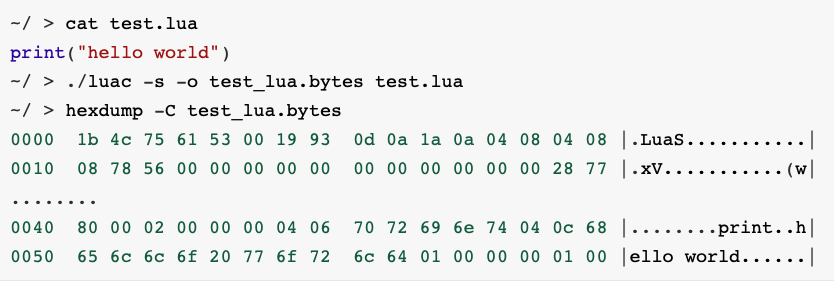 ~/ > cat test.lua
print("hello world")
~/ > ./luac -s -o test_lua.bytes test.lua
~/ > hexdump -C test_lua.bytes
0000  1b 4c 75 61 53 00 19 93  0d 0a 1a 0a 04 08 04 08 |.LuaS...........|
0010  08 78 56 00 00 00 00 00  00 00 00 00 00 00 28 77 |.xV...........(w|
........
0040  80 00 02 00 00 00 04 06  70 72 69 6e 74 04 0c 68 |........print..h|
0050  65 6c 6c 6f 20 77 6f 72  6c 64 01 00 00 00 01 00 |ello world......|